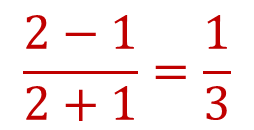 2 − 1 / 2 + 1 = 1 / 3